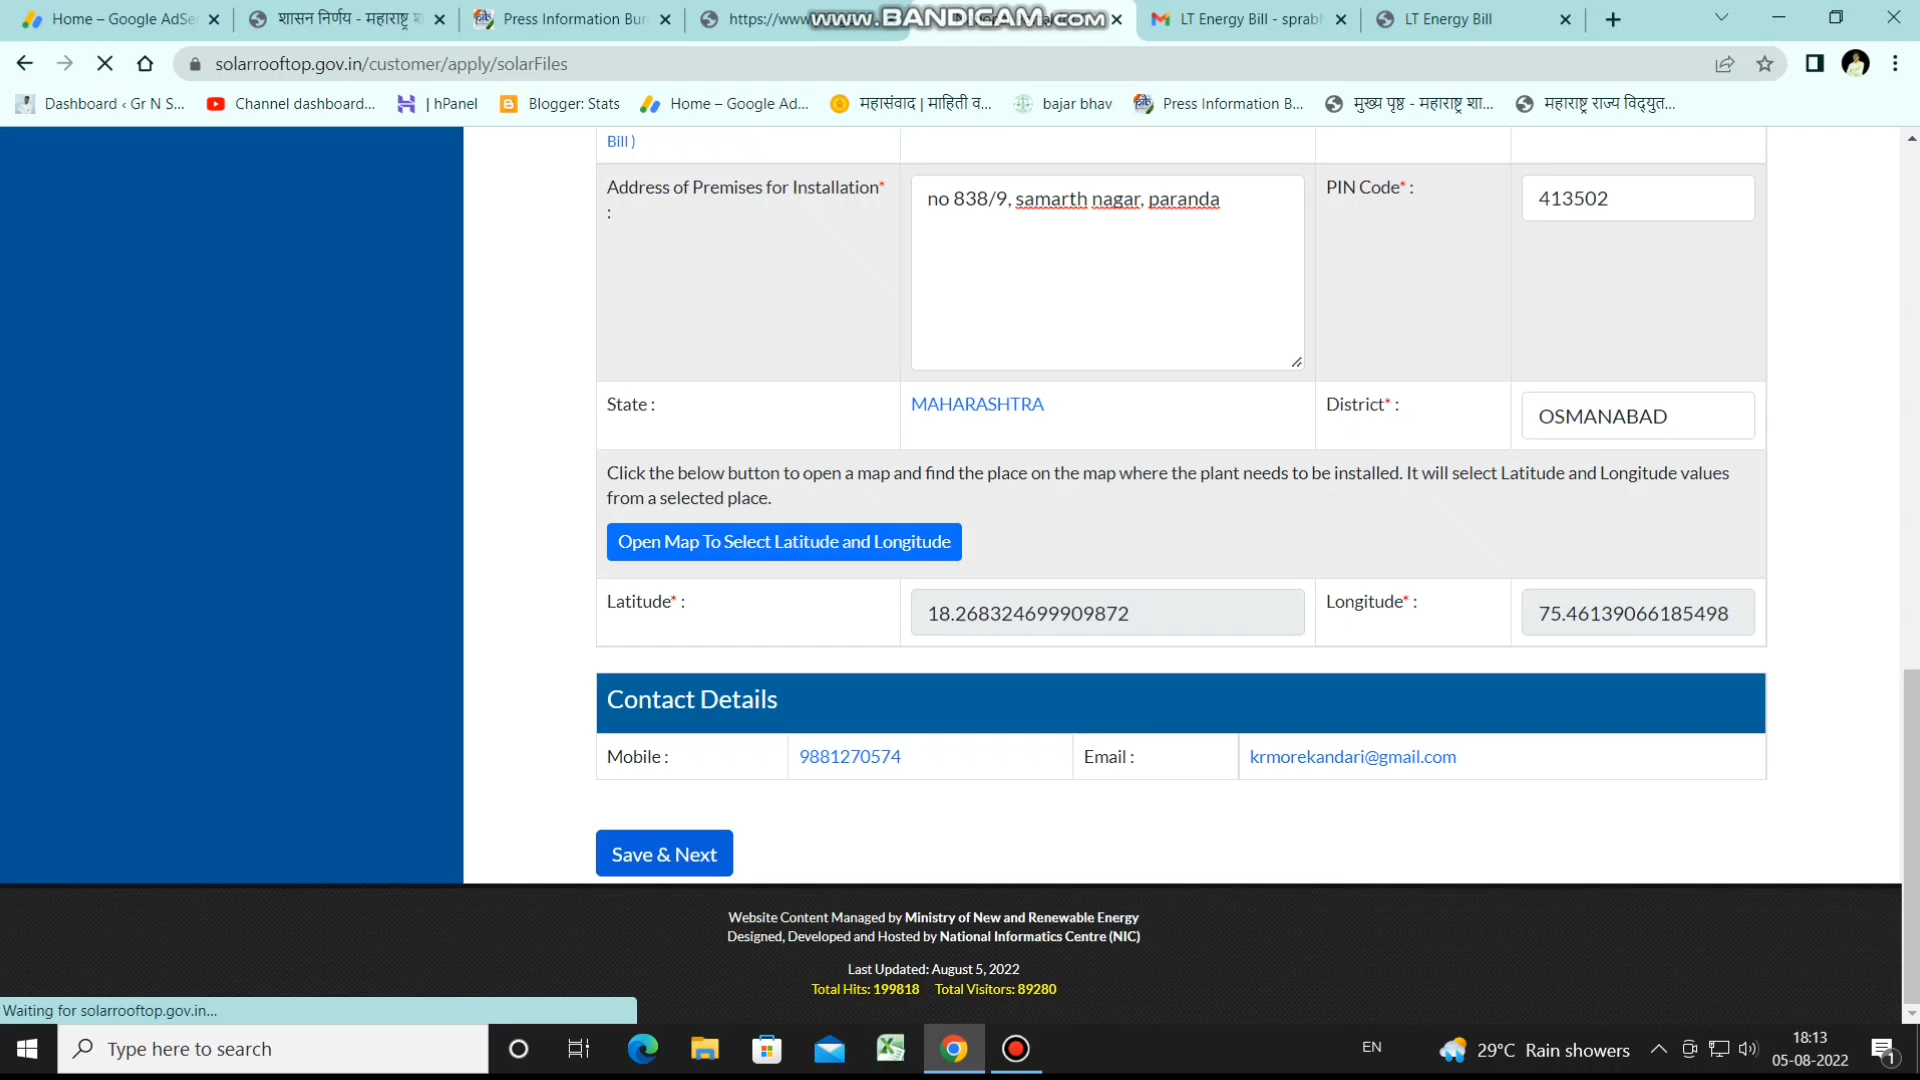 Home – Google AdSe
शासन निर्णय - महाराष्ट्र श
Press Information Bur
https://www
www.BANDICAM.com
LT Energy Bill - sprabh
LT Energy Bill
solarrooftop.gov.in/customer/apply/solarFiles
Dashboard ‹ Gr N S...
Channel dashboard...
| hPanel
Blogger: Stats
Home – Google Ad...
महासंवाद | माहिती व...
bajar bhav
Press Information B...
मुख्य पृष्ठ - महाराष्ट्र शा...
महाराष्ट्र राज्य विद्युत...
Bill )
Address of Premises for Installation* :
no 838/9, samarth nagar, paranda
PIN Code* :
413502
State :
MAHARASHTRA
District* :
OSMANABAD
Click the below button to open a map and find the place on the map where the plant needs to be installed. It will select Latitude and Longitude values
from a selected place.
Open Map To Select Latitude and Longitude
Latitude* :
18.268324699909872
Longitude* :
75.46139066185498
Contact Details
Mobile :
9881270574
Email :
krmorekandari@gmail.com
Save & Next
Website Content Managed by Ministry of New and Renewable Energy
Designed, Developed and Hosted by National Informatics Centre (NIC)
Last Updated: August 5, 2022
Total Hits: 199818 Total Visitors: 89280
Waiting for solarrooftop.gov.in...
Type here to search
EN
29°C Rain showers
18:13
05-08-2022
1